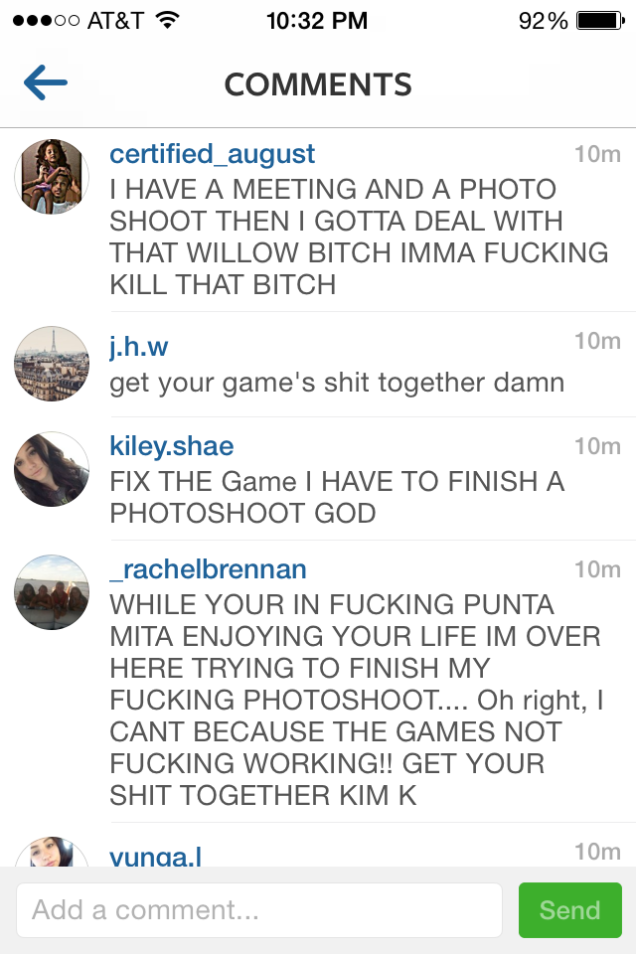 AT&T 10:32 PM 92%
COMMENTS
certified_august 10m
I HAVE A MEETING AND A PHOTO
SHOOT THEN I GOTTA DEAL WITH
THAT WILLOW BITCH IMMA FUCKING
KILL THAT BITCH
j.h.w 10m
get your game's shit together damn
kiley.shae 10m
FIX THE Game I HAVE TO FINISH A
PHOTOSHOOT GOD
_rachelbrennan 10m
WHILE YOUR IN FUCKING PUNTA
MITA ENJOYING YOUR LIFE IM OVER
HERE TRYING TO FINISH MY
FUCKING PHOTOSHOOT.... Oh right, I
CANT BECAUSE THE GAMES NOT
FUCKING WORKING!! GET YOUR
SHIT TOGETHER KIM K
10m
Add a comment... Send